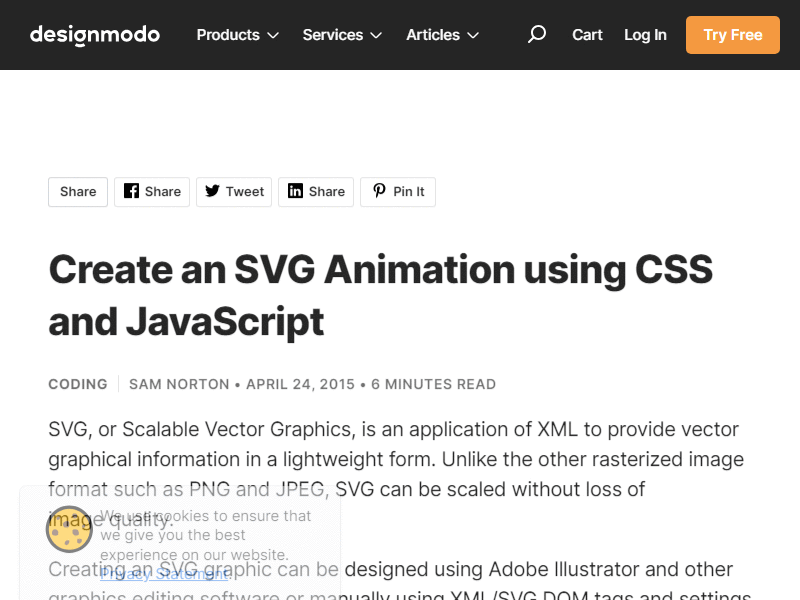 designmodo Products Services Articles Cart Log In Try Free
Share Share Tweet Share Pin It
Create an SVG Animation using CSS
and JavaScript
CODING SAM NORTON • APRIL 24, 2015 • 6 MINUTES READ
SVG, or Scalable Vector Graphics, is an application of XML to provide vector
graphical information in a lightweight form. Unlike the other rasterized image
format such as PNG and JPEG, SVG can be scaled without loss of
image quality.
We use cookies to ensure that
we give you the best
experience on our website.
Privacy Statement.
Creating an SVG graphic can be designed using Adobe Illustrator and other
graphics editing software or manually using XML/SVG DOM tags and settings